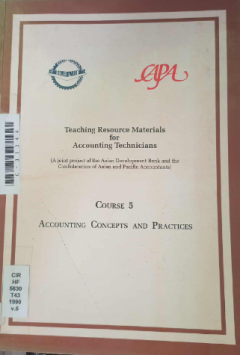 CAPA
Teaching Resource Materials
for
Accounting Technicians
(A joint project of the Asian Development Bank and the
Confederation of Asian and Pacific Accountants)
COURSE 5
ACCOUNTING CONCEPTS AND PRACTICES
CIR
HF
5630
T43
1996
v.5